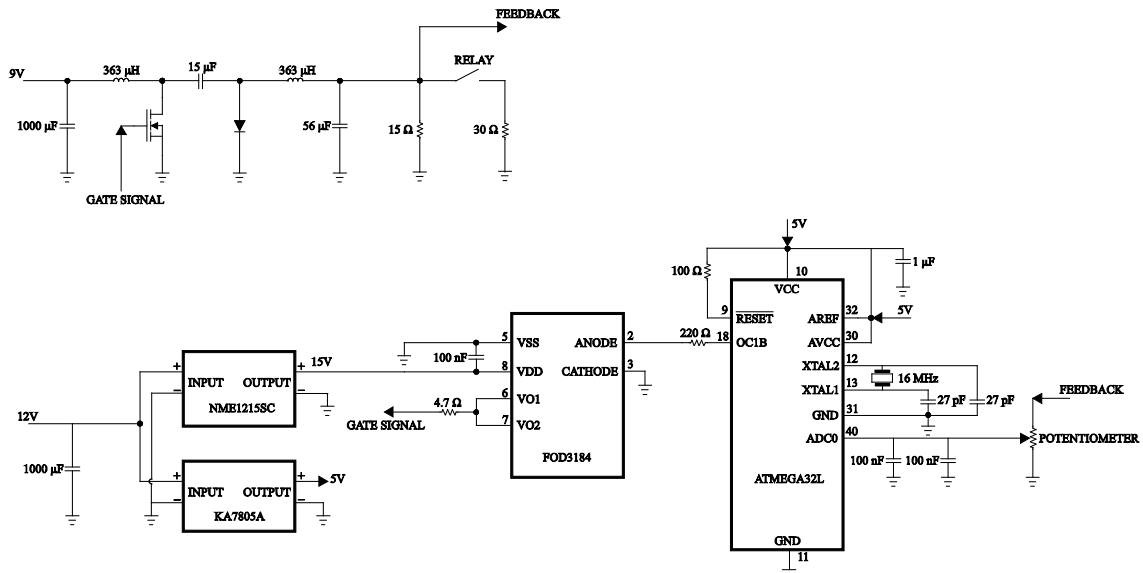 FEEDBACK
RELAY
9V
363 μH
15 μF
363 μH
1000 μF
56 μF
15 Ω
30 Ω
GATE SIGNAL
5V
100 Ω
10
VCC
1 μF
9
RESET
AREF
32
5V
220 Ω
18
OC1B
AVCC
30
5
VSS
ANODE
2
100 nF
15V
8
VDD
CATHODE
3
XTAL2
12
16 MHz
XTAL1
13
27 pF
27 pF
FEEDBACK
+
INPUT
OUTPUT
+
−
−
NME1215SC
4.7 Ω
6
VO1
GATE SIGNAL
7
VO2
GND
31
ADC0
40
POTENTIOMETER
12V
1000 μF
FOD3184
100 nF
100 nF
ATMEGA32L
+
INPUT
OUTPUT
+
5V
−
−
KA7805A
GND
11